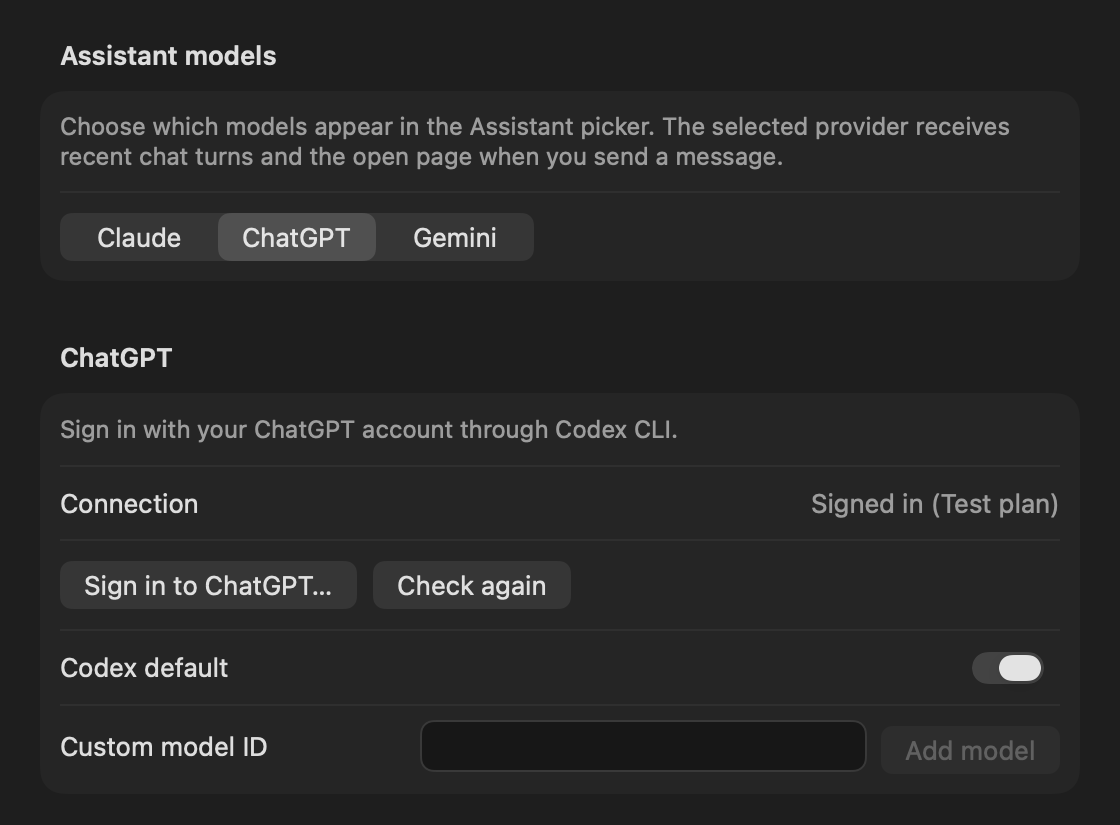 Assistant models
Choose which models appear in the Assistant picker. The selected provider receives
recent chat turns and the open page when you send a message.
Claude ChatGPT Gemini
ChatGPT
Sign in with your ChatGPT account through Codex CLI.
Connection Signed in (Test plan)
Sign in to ChatGPT... Check again
Codex default
Custom model ID Add model